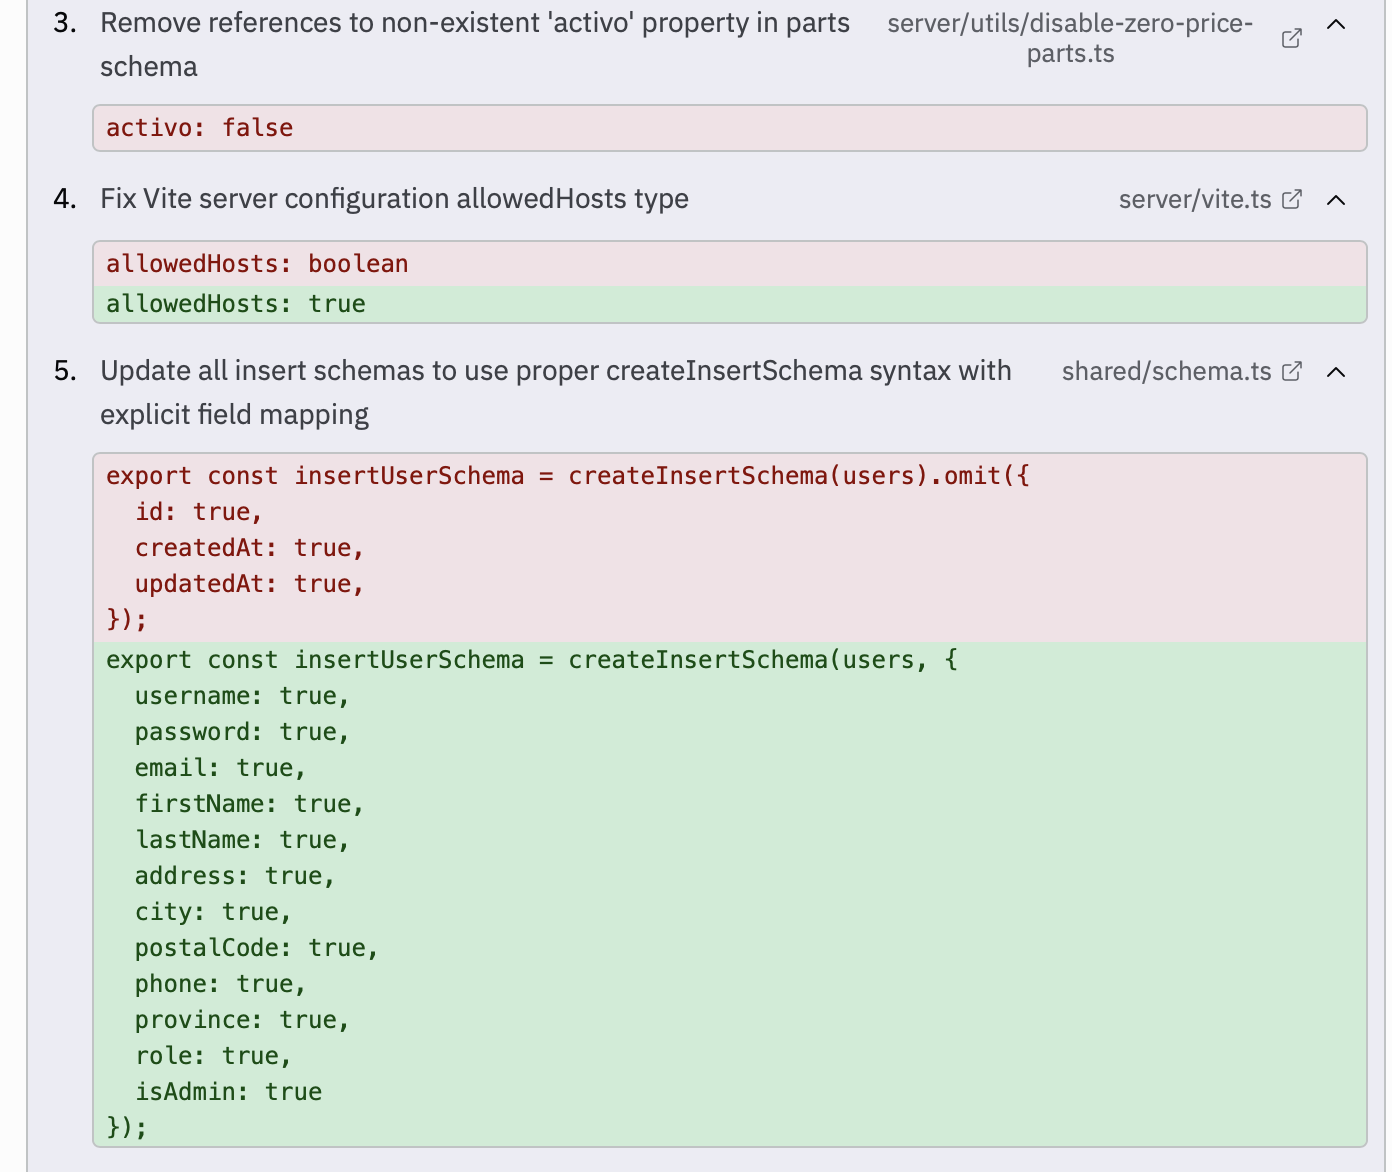 3. Remove references to non-existent 'activo' property in parts server/utils/disable-zero-price-
schema parts.ts
activo: false
4. Fix Vite server configuration allowedHosts type server/vite.ts
allowedHosts: boolean
allowedHosts: true
5. Update all insert schemas to use proper createInsertSchema syntax with shared/schema.ts
explicit field mapping
export const insertUserSchema = createInsertSchema(users).omit({
  id: true,
  createdAt: true,
  updatedAt: true,
});
export const insertUserSchema = createInsertSchema(users, {
  username: true,
  password: true,
  email: true,
  firstName: true,
  lastName: true,
  address: true,
  city: true,
  postalCode: true,
  phone: true,
  province: true,
  role: true,
  isAdmin: true
});